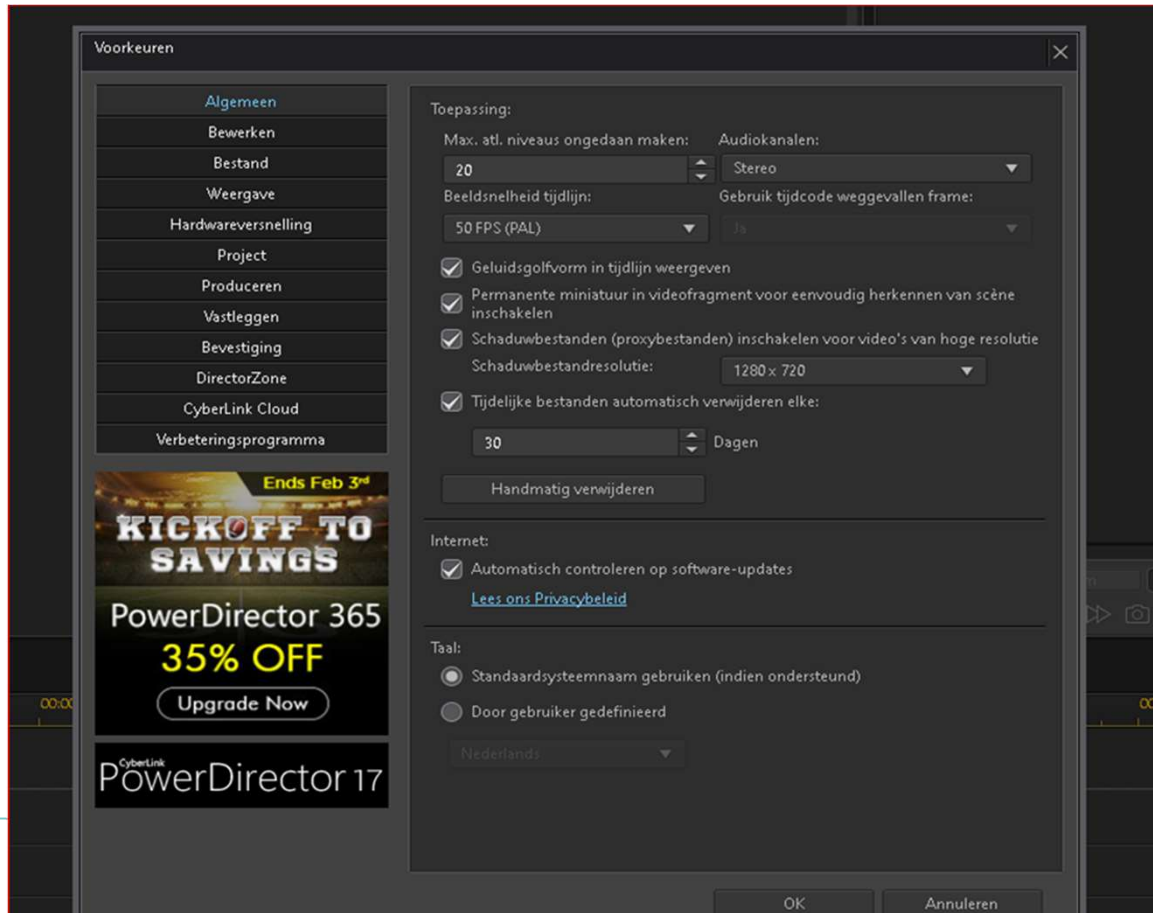 Voorkeuren
Algemeen
Bewerken
Bestand
Weergave
Hardwareversnelling
Project
Produceren
Vastleggen
Bevestiging
DirectorZone
CyberLink Cloud
Verbeteringsprogramma
Ends Feb 3rd
KICKOFF TO
SAVINGS
PowerDirector 365
35% OFF
Upgrade Now
CyberLink
PowerDirector 17
Toepassing:
Max. atl. niveaus ongedaan maken: Audiokanalen:
20 Stereo
Beeldsnelheid tijdlijn: Gebruik tijdcode weggevallen frame:
50 FPS (PAL) Ja
Geluidsgolfvorm in tijdlijn weergeven
Permanente miniatuur in videofragment voor eenvoudig herkennen van scène
inschakelen
Schaduwbestanden (proxybestanden) inschakelen voor video's van hoge resolutie
Schaduwbestandresolutie: 1280 x 720
Tijdelijke bestanden automatisch verwijderen elke:
30 Dagen
Handmatig verwijderen
Internet:
Automatisch controleren op software-updates
Lees ons Privacybeleid
Taal:
Standaardsysteemnaam gebruiken (indien ondersteund)
Door gebruiker gedefinieerd
Nederlands
OK Annuleren